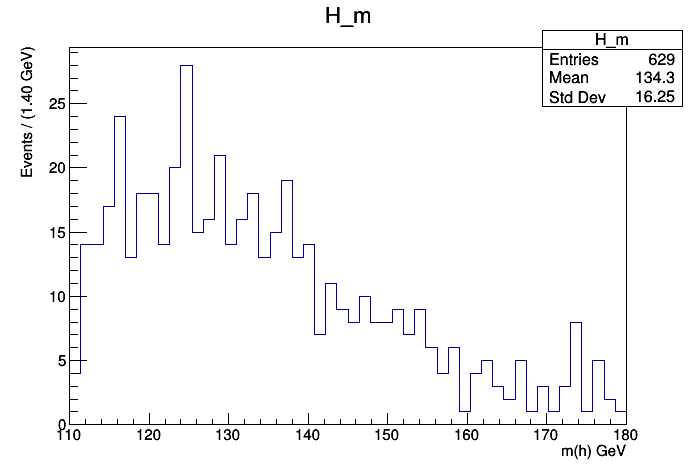 H_m
H_m
Entries 629
Mean 134.3
Std Dev 16.25
Events / (1.40 GeV)
25
20
15
10
5
0
110 120 130 140 150 160 170 180
m(h) GeV